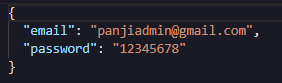 {
"email": "panjiadmin@gmail.com",
"password": "12345678"
}